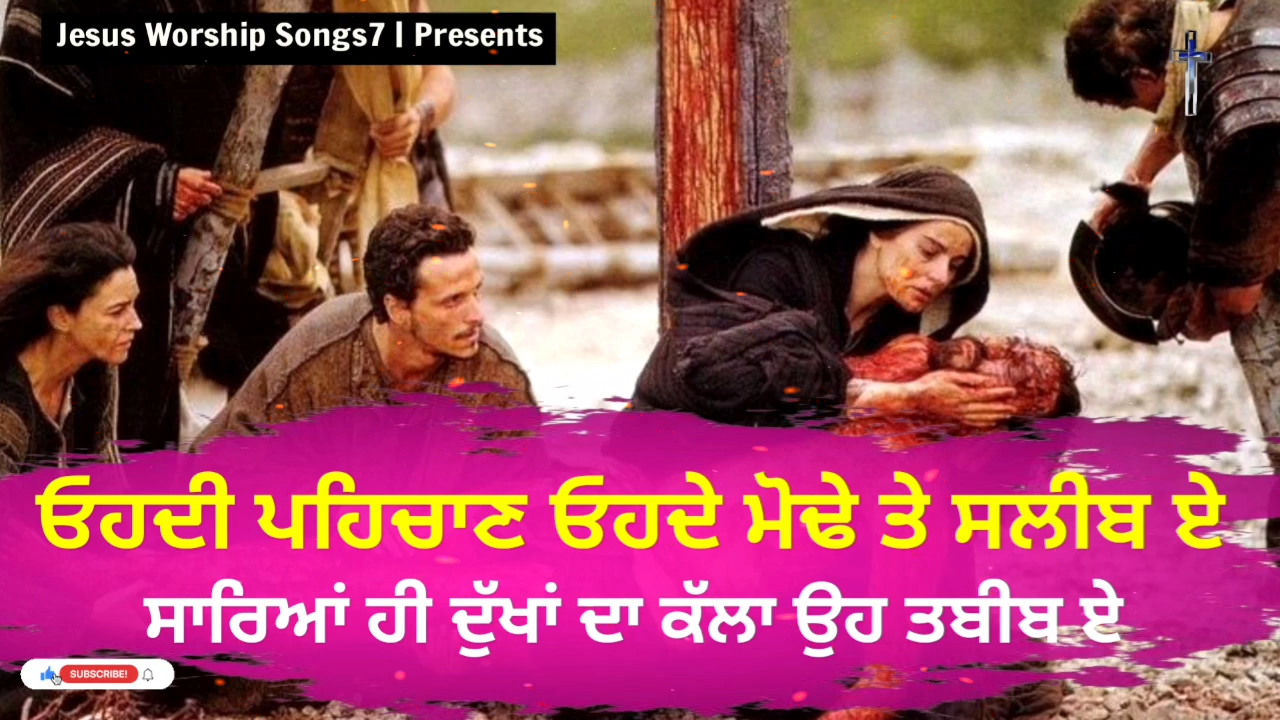 Jesus Worship Songs7 | Presents
ਓਹਦੀ ਪਹਿਚਾਣ ਓਹਦੇ ਮੋਢੇ ਤੇ ਸਲੀਬ ਏ
ਸਾਰਿਆਂ ਹੀ ਦੁੱਖਾਂ ਦਾ ਕੱਲਾ ਉਹ ਤਬੀਬ ਏ
SUBSCRIBE!